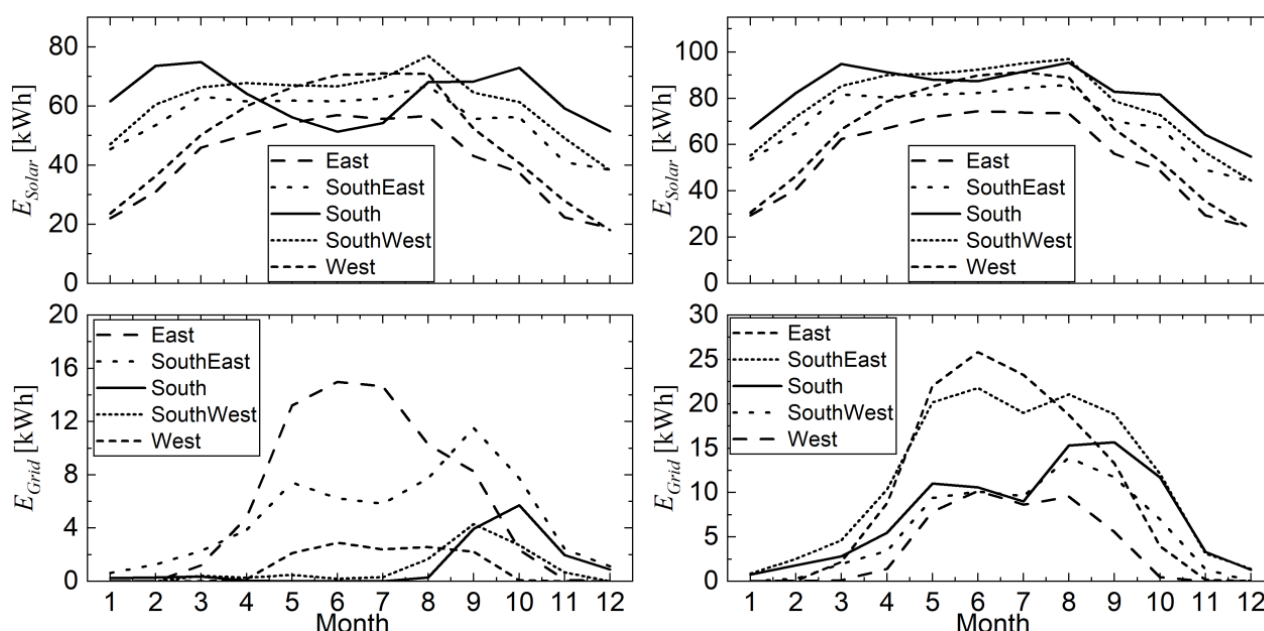 E_Solar [kWh]
80
60
40
20
0
East
SouthEast
South
SouthWest
West
E_Solar [kWh]
100
80
60
40
20
0
East
SouthEast
South
SouthWest
West
E_Grid [kWh]
20
16
12
8
4
0
East
SouthEast
South
SouthWest
West
1 2 3 4 5 6 7 8 9 10 11 12
Month
E_Grid [kWh]
30
25
20
15
10
5
0
East
SouthEast
South
SouthWest
West
1 2 3 4 5 6 7 8 9 10 11 12
Month